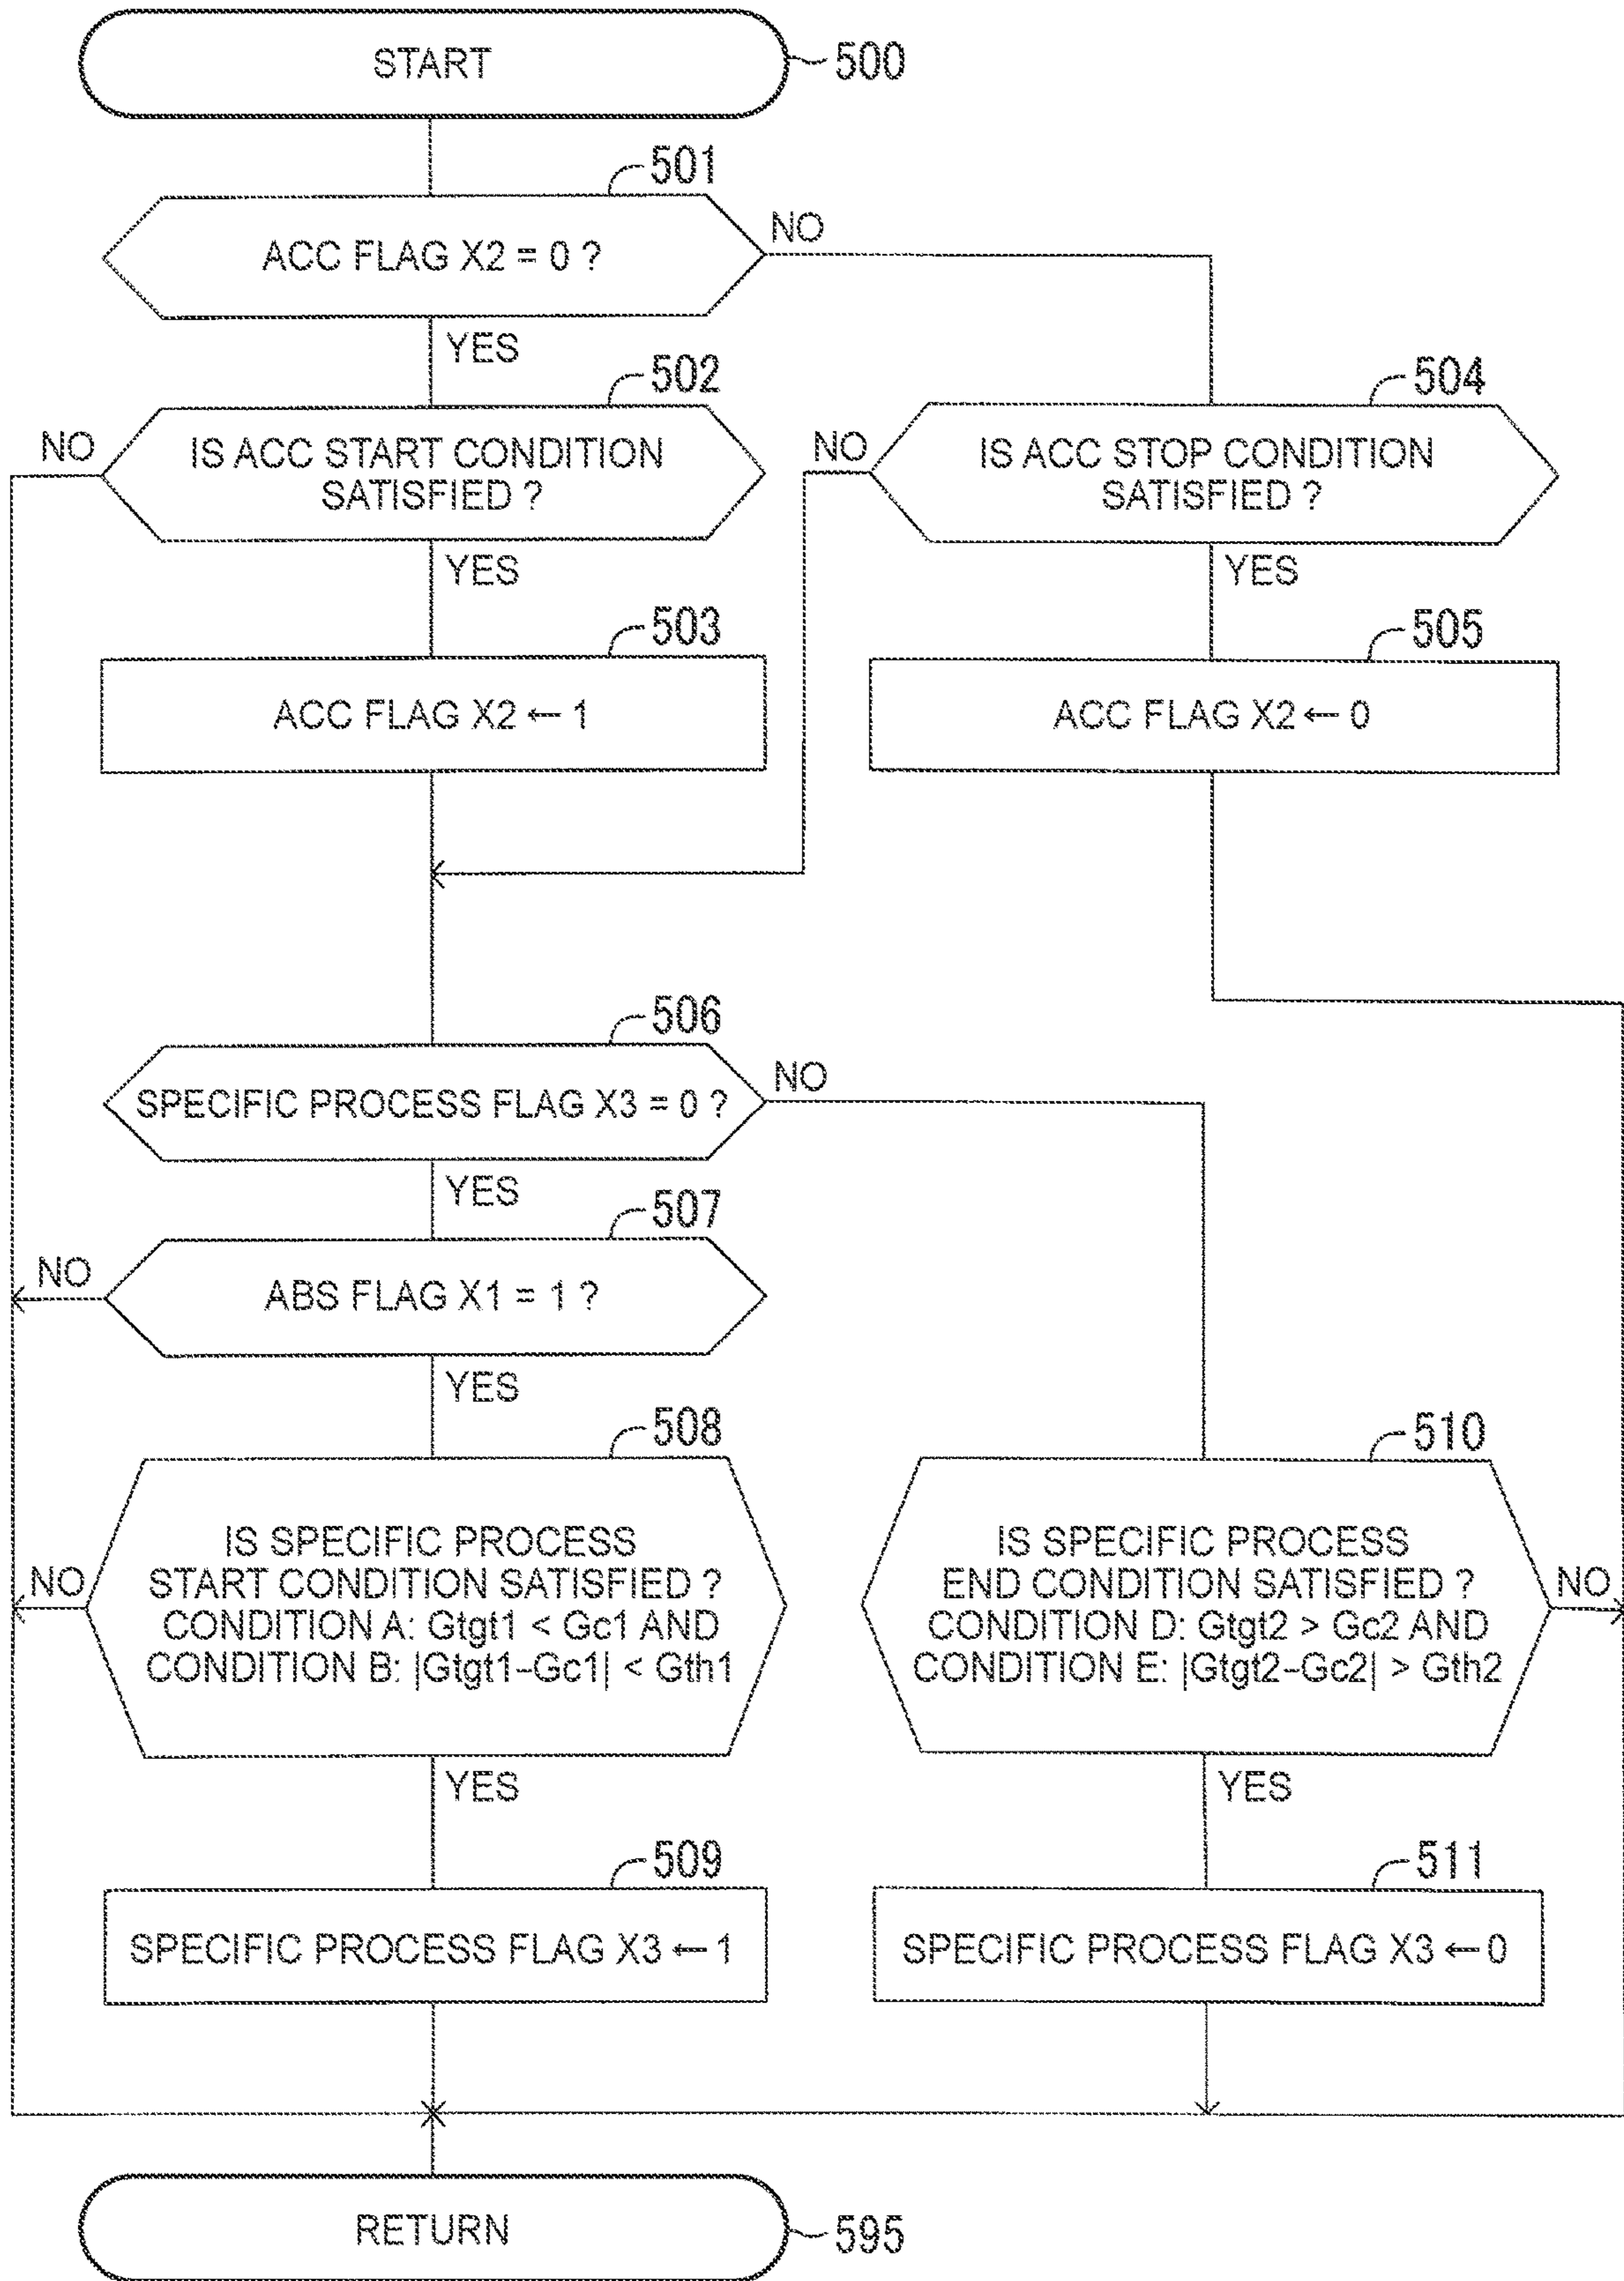 START
500
501
ACC FLAG X2 = 0 ?
NO
YES
502
NO
IS ACC START CONDITION
SATISFIED ?
YES
504
NO
IS ACC STOP CONDITION
SATISFIED ?
YES
503
ACC FLAG X2 ← 1
505
ACC FLAG X2 ← 0
506
SPECIFIC PROCESS FLAG X3 = 0 ?
NO
YES
507
NO
ABS FLAG X1 = 1 ?
YES
508
NO
IS SPECIFIC PROCESS
START CONDITION SATISFIED ?
CONDITION A: Gtgt1 < Gc1 AND
CONDITION B: |Gtgt1-Gc1| < Gth1
YES
510
IS SPECIFIC PROCESS
END CONDITION SATISFIED ?
CONDITION D: Gtgt2 > Gc2 AND
CONDITION E: |Gtgt2-Gc2| > Gth2
NO
YES
509
SPECIFIC PROCESS FLAG X3 ← 1
511
SPECIFIC PROCESS FLAG X3 ← 0
RETURN
595